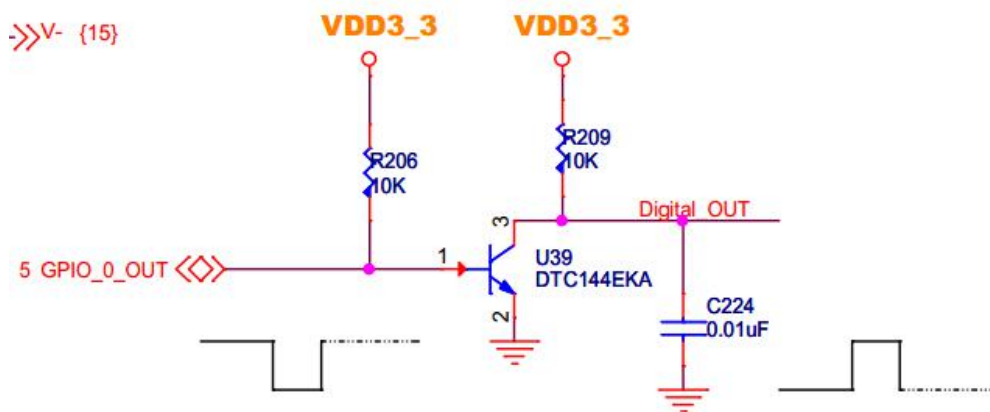 V- {15}
VDD3_3
VDD3_3
R206
10K
R209
10K
Digital_OUT
3
1
U39
DTC144EKA
5 GPIO_0_OUT
2
C224
0.01uF